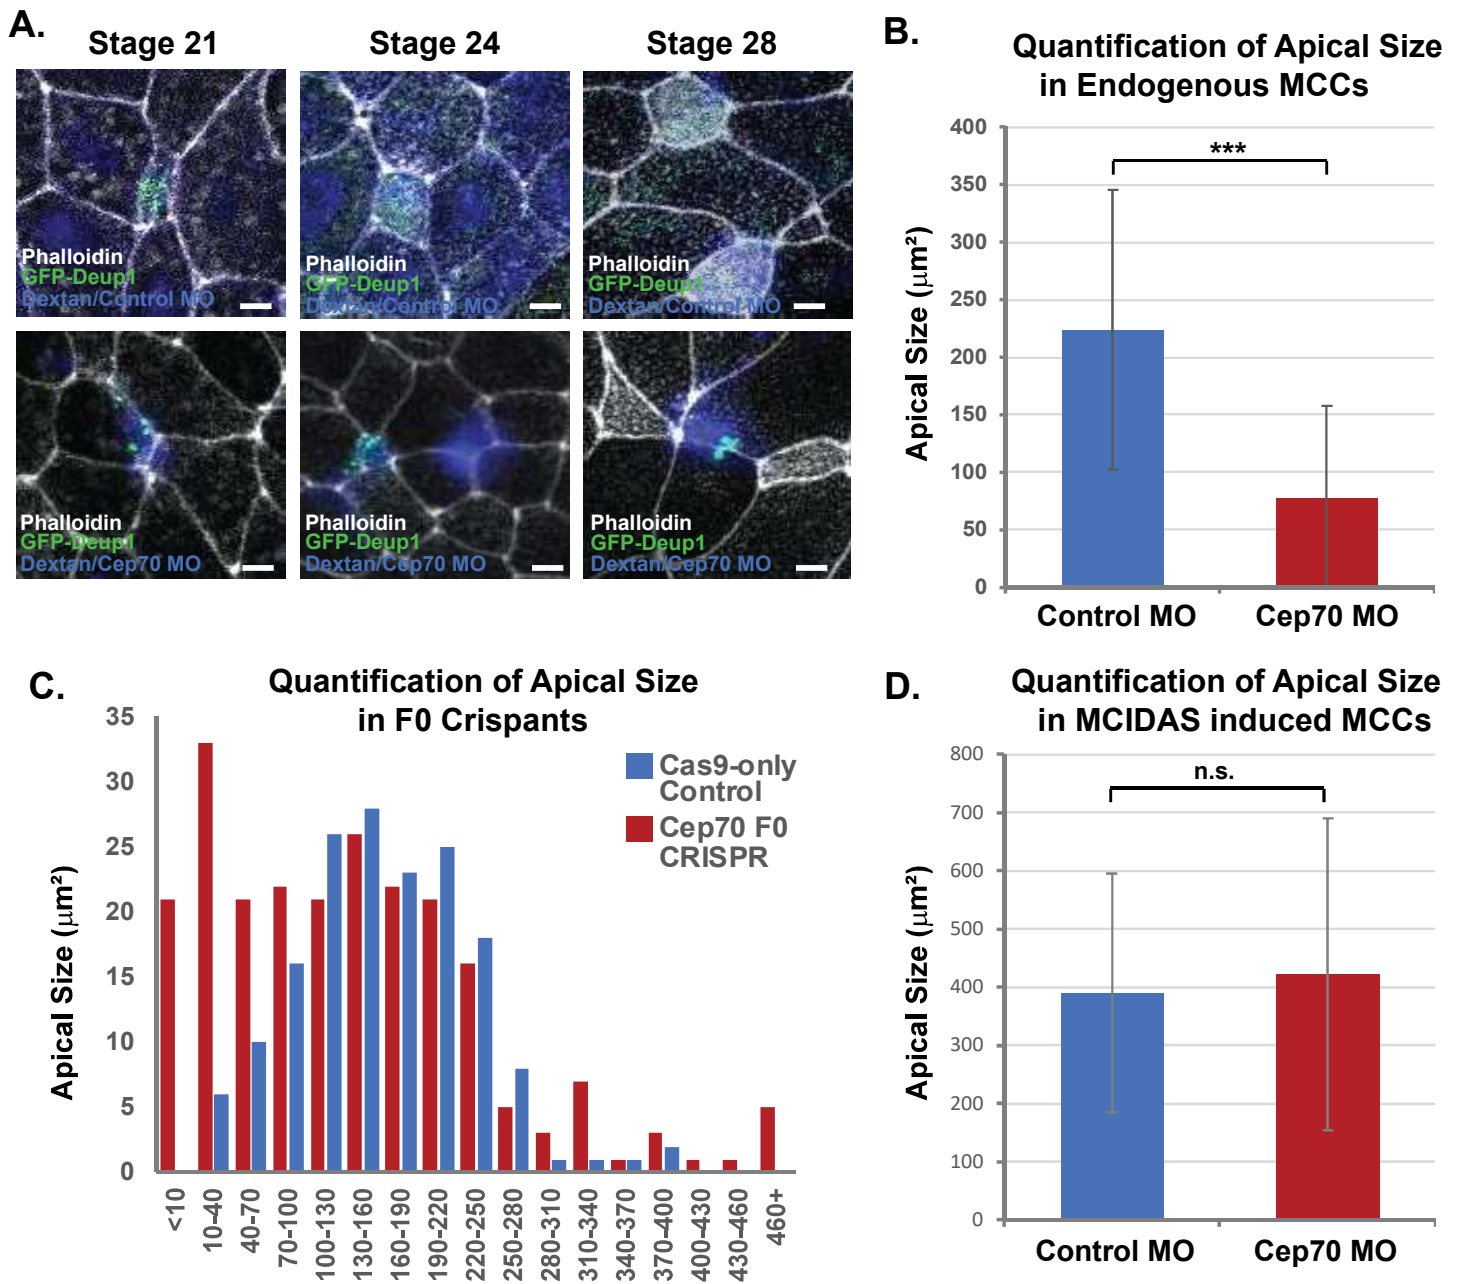 A.
Stage 21
Stage 24
Stage 28
Phalloidin
GFP-Deup1
Dextan/Control MO
Phalloidin
GFP-Deup1
Dextan/Control MO
Phalloidin
GFP-Deup1
Dextan/Control MO
Phalloidin
GFP-Deup1
Dextan/Cep70 MO
Phalloidin
GFP-Deup1
Dextan/Cep70 MO
Phalloidin
GFP-Deup1
Dextan/Cep70 MO
B.
Quantification of Apical Size
in Endogenous MCCs
Apical Size (μm²)
400
350
300
250
200
150
100
50
0
***
Control MO
Cep70 MO
C.
Quantification of Apical Size
in F0 Crispants
Apical Size (μm²)
35
30
25
20
15
10
5
0
Cas9-only
Control
Cep70 F0
CRISPR
<10
10-40
40-70
70-100
100-130
130-160
160-190
190-220
220-250
250-280
280-310
310-340
340-370
370-400
400-430
430-460
460+
D.
Quantification of Apical Size
in MCIDAS induced MCCs
Apical Size (μm²)
800
700
600
500
400
300
200
100
0
n.s.
Control MO
Cep70 MO